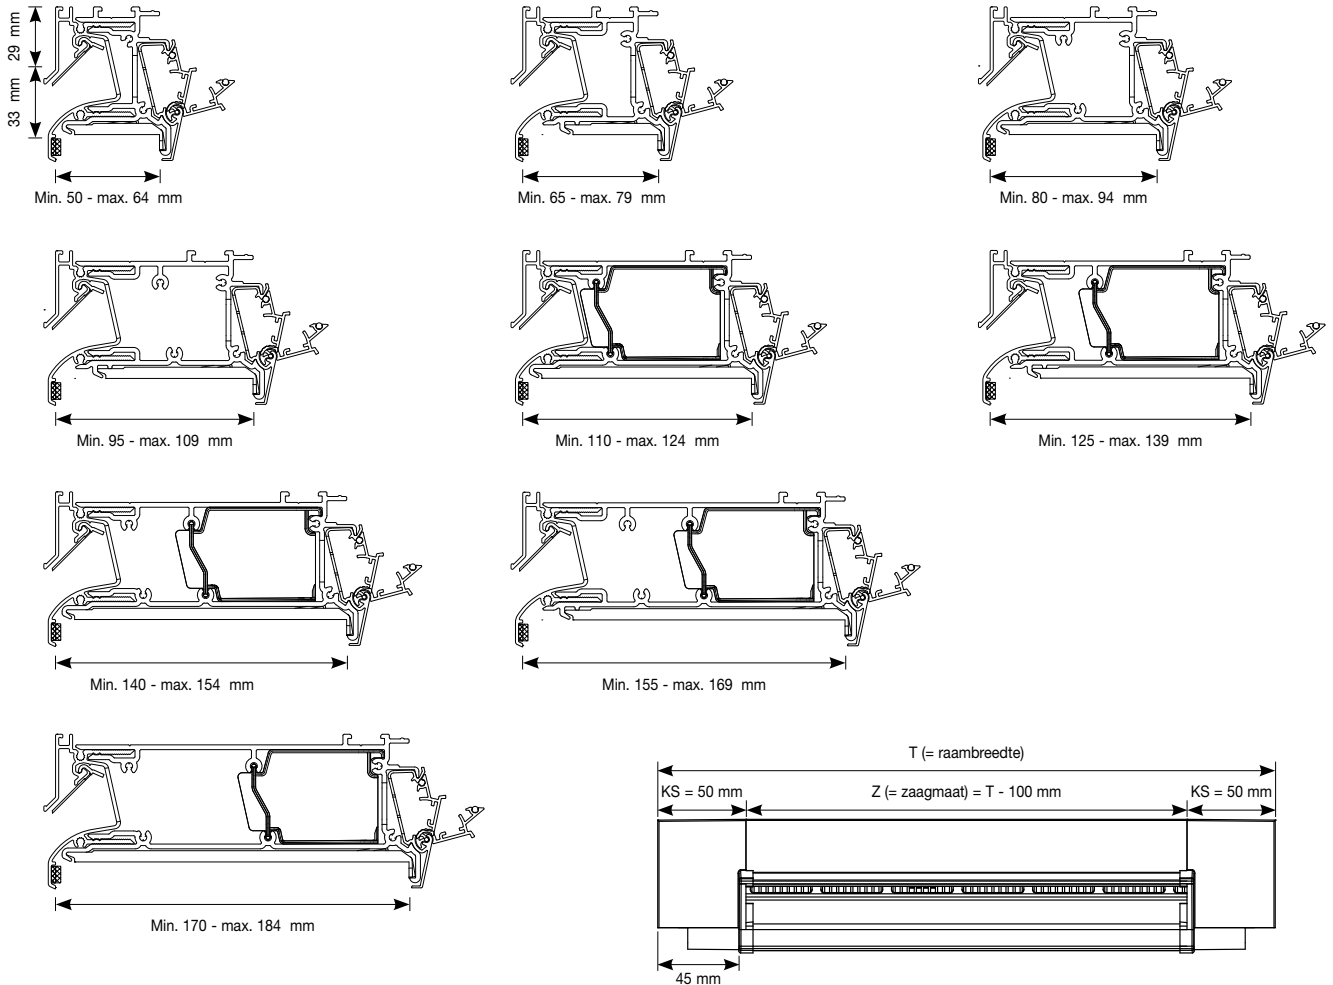 29 mm
33 mm
Min. 50 - max. 64 mm
Min. 65 - max. 79 mm
Min. 80 - max. 94 mm
Min. 95 - max. 109 mm
Min. 110 - max. 124 mm
Min. 125 - max. 139 mm
Min. 140 - max. 154 mm
Min. 155 - max. 169 mm
Min. 170 - max. 184 mm
T (= raambreedte)
KS = 50 mm
Z (= zaagmaat) = T - 100 mm
KS = 50 mm
45 mm